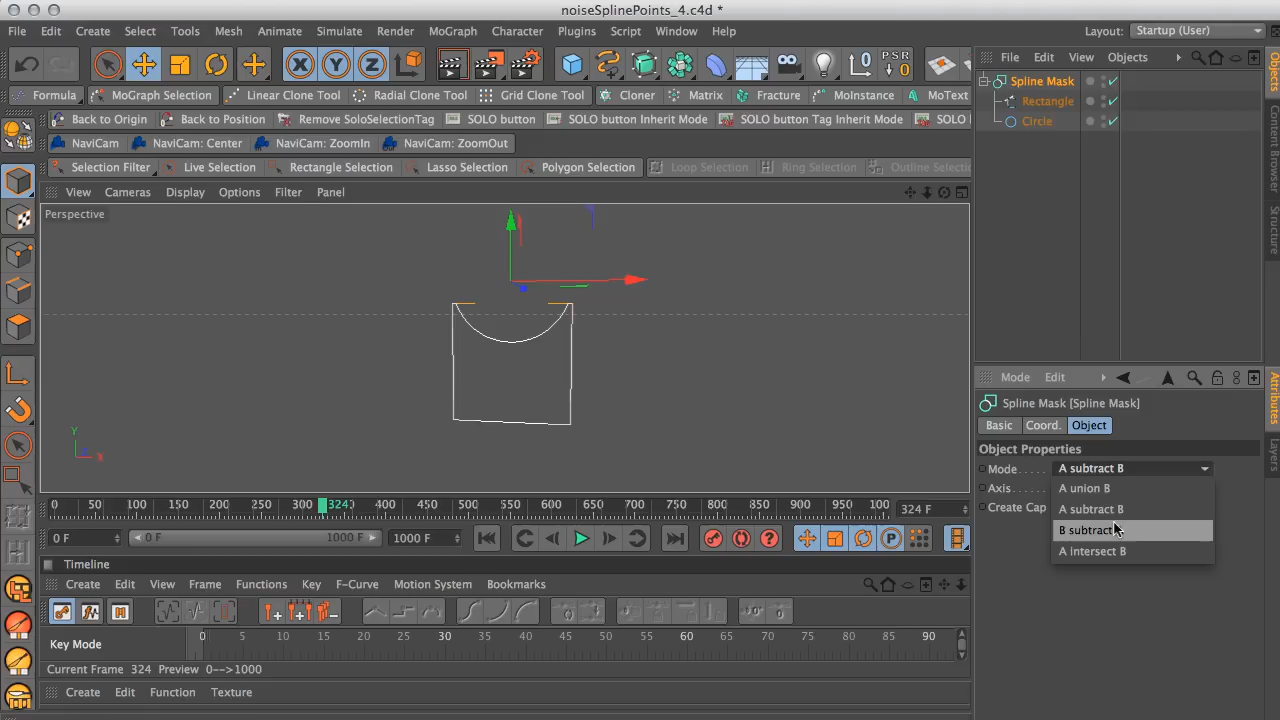 noiseSplinePoints_4.c4d *
File Edit Create Select Tools Mesh Animate Simulate Render MoGraph Character Plugins Script Window Help Layout: Startup (User)
X Y Z 0 PSR 0
File Edit View Objects
Formula MoGraph Selection Linear Clone Tool Radial Clone Tool Grid Clone Tool Cloner Matrix Fracture MoInstance MoText
Back to Origin Back to Position Remove SoloSelectionTag SOLO button SOLO button Inherit Mode SOLO button Tag Inherit Mode SOLO
NaviCam NaviCam: Center NaviCam: ZoomIn NaviCam: ZoomOut
Selection Filter Live Selection Rectangle Selection Lasso Selection Polygon Selection Loop Selection Ring Selection Outline Selection
View Cameras Display Options Filter Panel
Perspective
Y
X
Spline Mask
Rectangle
Circle
Objects
Content Browser
Structure
Mode Edit
Spline Mask [Spline Mask]
Basic Coord. Object
Object Properties
Mode A subtract B
Axis
Create Cap
A union B
A subtract B
B subtract
A Intersect B
Attributes
Layers
0 50 100 150 200 250 300 324 400 450 500 550 600 650 700 750 800 850 900 950 100 324 F
0 F 0 F 1000 F 1000 F
P
Timeline
Create Edit View Frame Functions Key F-Curve Motion System Bookmarks
Key Mode 0 5 10 15 20 25 30 35 40 45 50 55 60 65 70 75 80 85 90
Current Frame 324 Preview 0-->1000
Create Edit Function Texture